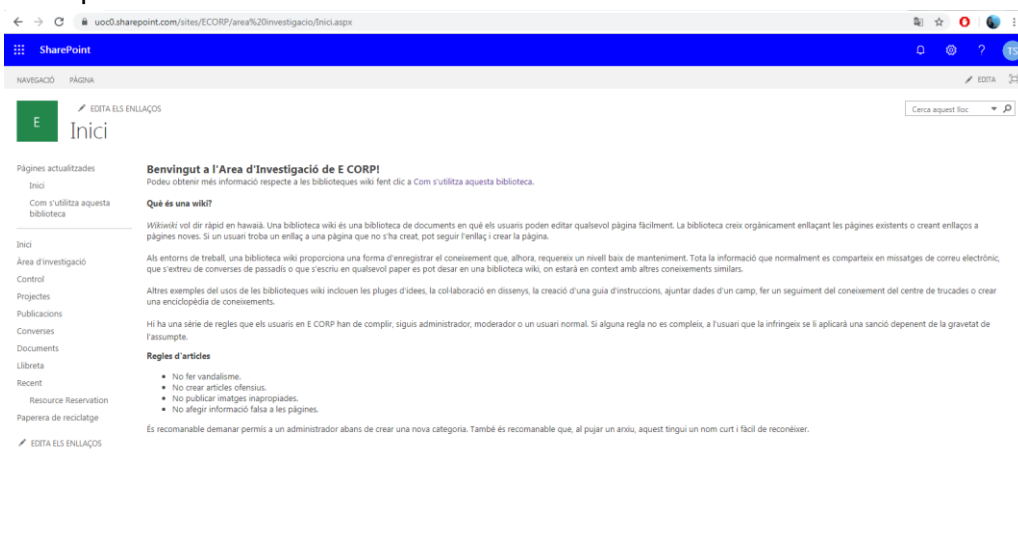 uoc0.sharepoint.com/sites/ECORP/area%20investigacio/Inici.aspx
SharePoint
?
TS
NAVEGACIÓ PÀGINA
EDITA
E
EDITA ELS ENLLAÇOS
Inici
Cerca aquest lloc
Pàgines actualitzades
Inici
Com s'utilitza aquesta
biblioteca
Inici
Àrea d'investigació
Control
Projectes
Publicacions
Converses
Documents
Llibreta
Recent
Resource Reservation
Paperera de reciclatge
EDITA ELS ENLLAÇOS
Benvingut a l'Area d'Investigació de E CORP!
Podeu obtenir més informació respecte a les biblioteques wiki fent clic a Com s'utilitza aquesta biblioteca.
Què és una wiki?
Wikiwiki vol dir ràpid en hawaià. Una biblioteca wiki és una biblioteca de documents en què els usuaris poden editar qualsevol pàgina fàcilment. La biblioteca creix orgànicament enllaçant les pàgines existents o creant enllaços a
pàgines noves. Si un usuari troba un enllaç a una pàgina que no s'ha creat, pot seguir l'enllaç i crear la pàgina.
Als entorns de treball, una biblioteca wiki proporciona una forma d'enregistrar el coneixement que, alhora, requereix un nivell baix de manteniment. Tota la informació que normalment es comparteix en missatges de correu electrònic,
que s'extreu de converses de passadís o que s'escriu en qualsevol paper es pot desar en una biblioteca wiki, on estarà en context amb altres coneixements similars.
Altres exemples del usos de les biblioteques wiki inclouen les pluges d'idees, la col·laboració en dissenys, la creació d'una guia d'instruccions, ajuntar dades d'un camp, fer un seguiment del coneixement del centre de trucades o crear
una enciclopèdia de coneixements.
Hi ha una sèrie de regles que els usuaris en E CORP han de complir, siguis administrador, moderador o un usuari normal. Si alguna regla no es compleix, a l'usuari que la infringeix se li aplicarà una sanció depenent de la gravetat de
l'assumpte.
Regles d'articles
• No fer vandalisme.
• No crear articles ofensius.
• No publicar imatges inapropiades.
• No afegir informació falsa a les pàgines.
És recomanable demanar permis a un administrador abans de crear una nova categoria. També és recomanable que, al pujar un arxiu, aquest tingui un nom curt i fàcil de reconèixer.